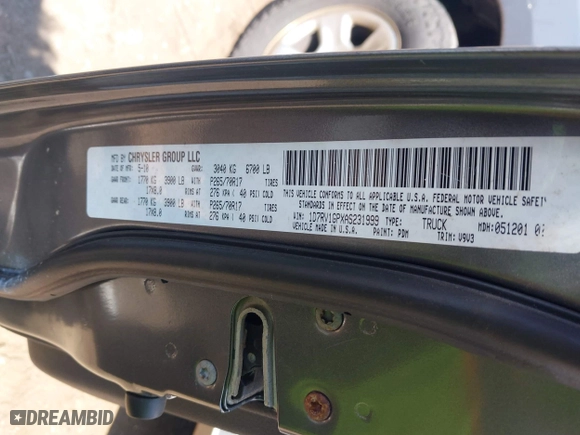 MFD BY CHRYSLER GROUP LLC
DATE OF MFR: 5-10 GVWR: 3040 KG 6700 LB
GAWR FRONT: 1770 KG 3900 LB WITH P265/70R17 TIRES
17X8.0 RIMS AT 276 KPA/ 40 PSI COLD
GAWR REAR: 1770 KG 3900 LB WITH P265/70R17 TIRES
17X8.0 RIMS AT 276 KPA/ 40 PSI COLD
THIS VEHICLE CONFORMS TO ALL APPLICABLE U.S.A. FEDERAL MOTOR VEHICLE SAFETY
STANDARDS IN EFFECT ON THE DATE OF MANUFACTURE SHOWN ABOVE.
VIN: 1D7RV1GPXAS231999 TYPE: TRUCK MDH: 051201
VEHICLE MADE IN U.S.A. PAINT: PDM TRIM: V9V3
DREAMBID